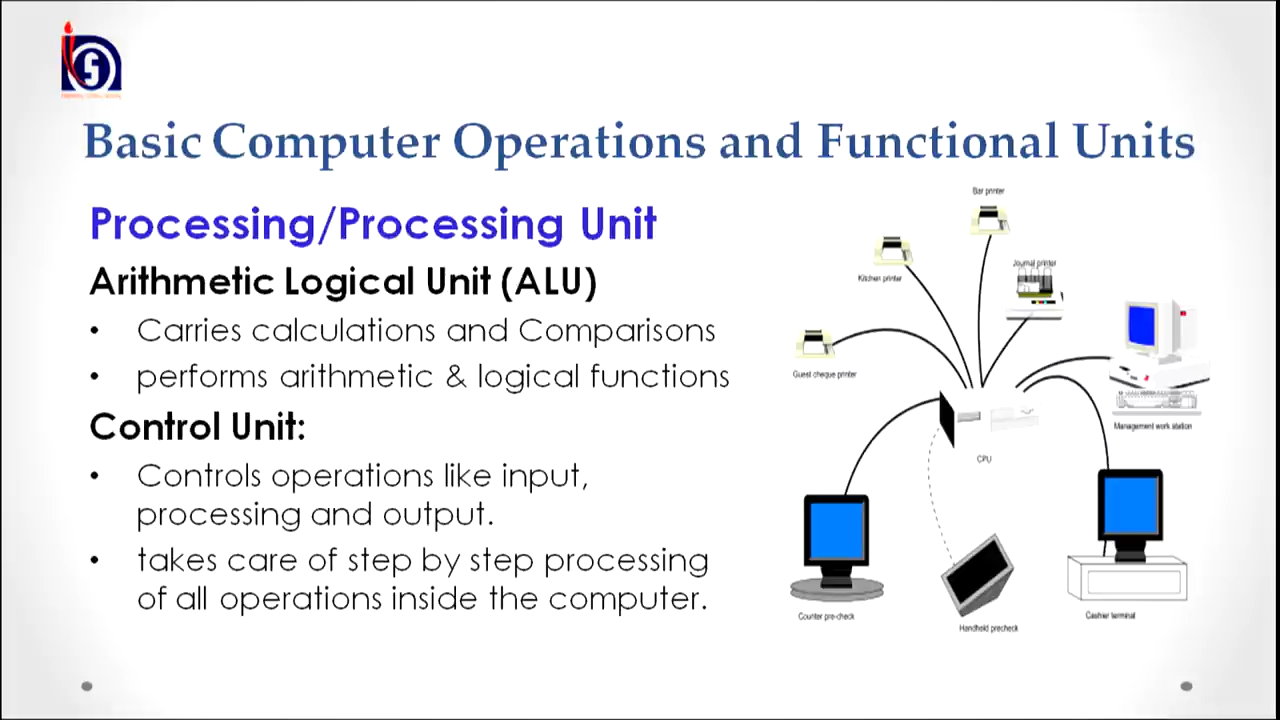 Basic Computer Operations and Functional Units
Processing/Processing Unit
Arithmetic Logical Unit (ALU)
• Carries calculations and Comparisons
• performs arithmetic & logical functions
Control Unit:
• Controls operations like input,
processing and output.
• takes care of step by step processing
of all operations inside the computer.
Bar printer
Kitchen printer
Journal printer
Guest cheque printer
Management work station
CPU
Counter pre-check
Handheld precheck
Cashier terminal